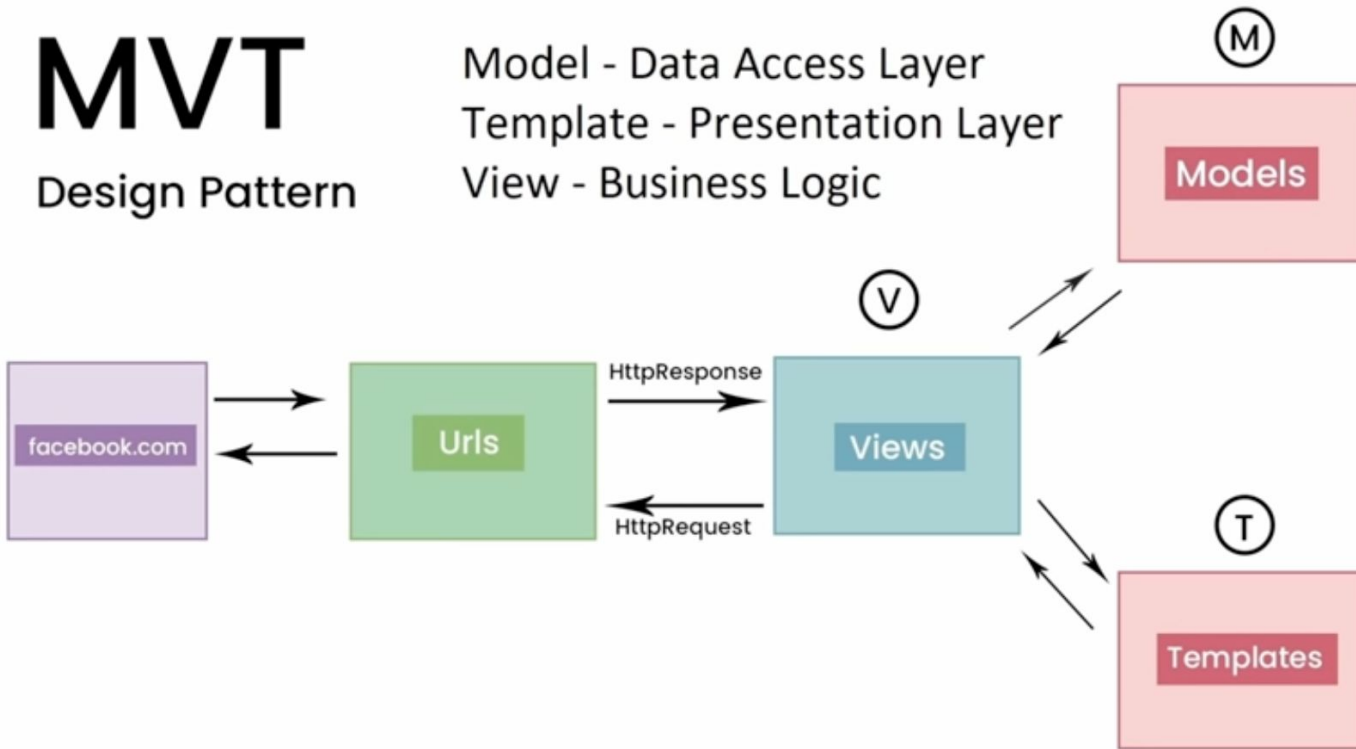 MVT
Design Pattern
Model - Data Access Layer
Template - Presentation Layer
View - Business Logic
M
Models
V
facebook.com
Urls
HttpResponse
HttpRequest
Views
T
Templates